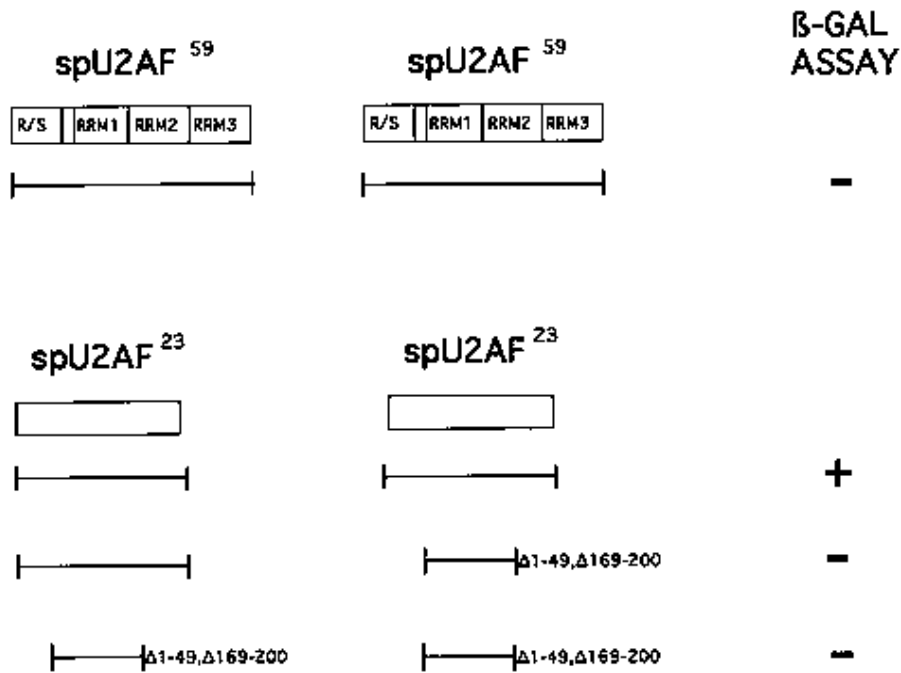 ß-GAL
ASSAY
spU2AF 59
spU2AF 59
R/S RRM1 RRM2 RRM3
R/S RRM1 RRM2 RRM3
-
spU2AF 23
spU2AF 23
+
Δ1-49,Δ169-200
-
Δ1-49,Δ169-200
Δ1-49,Δ169-200
-